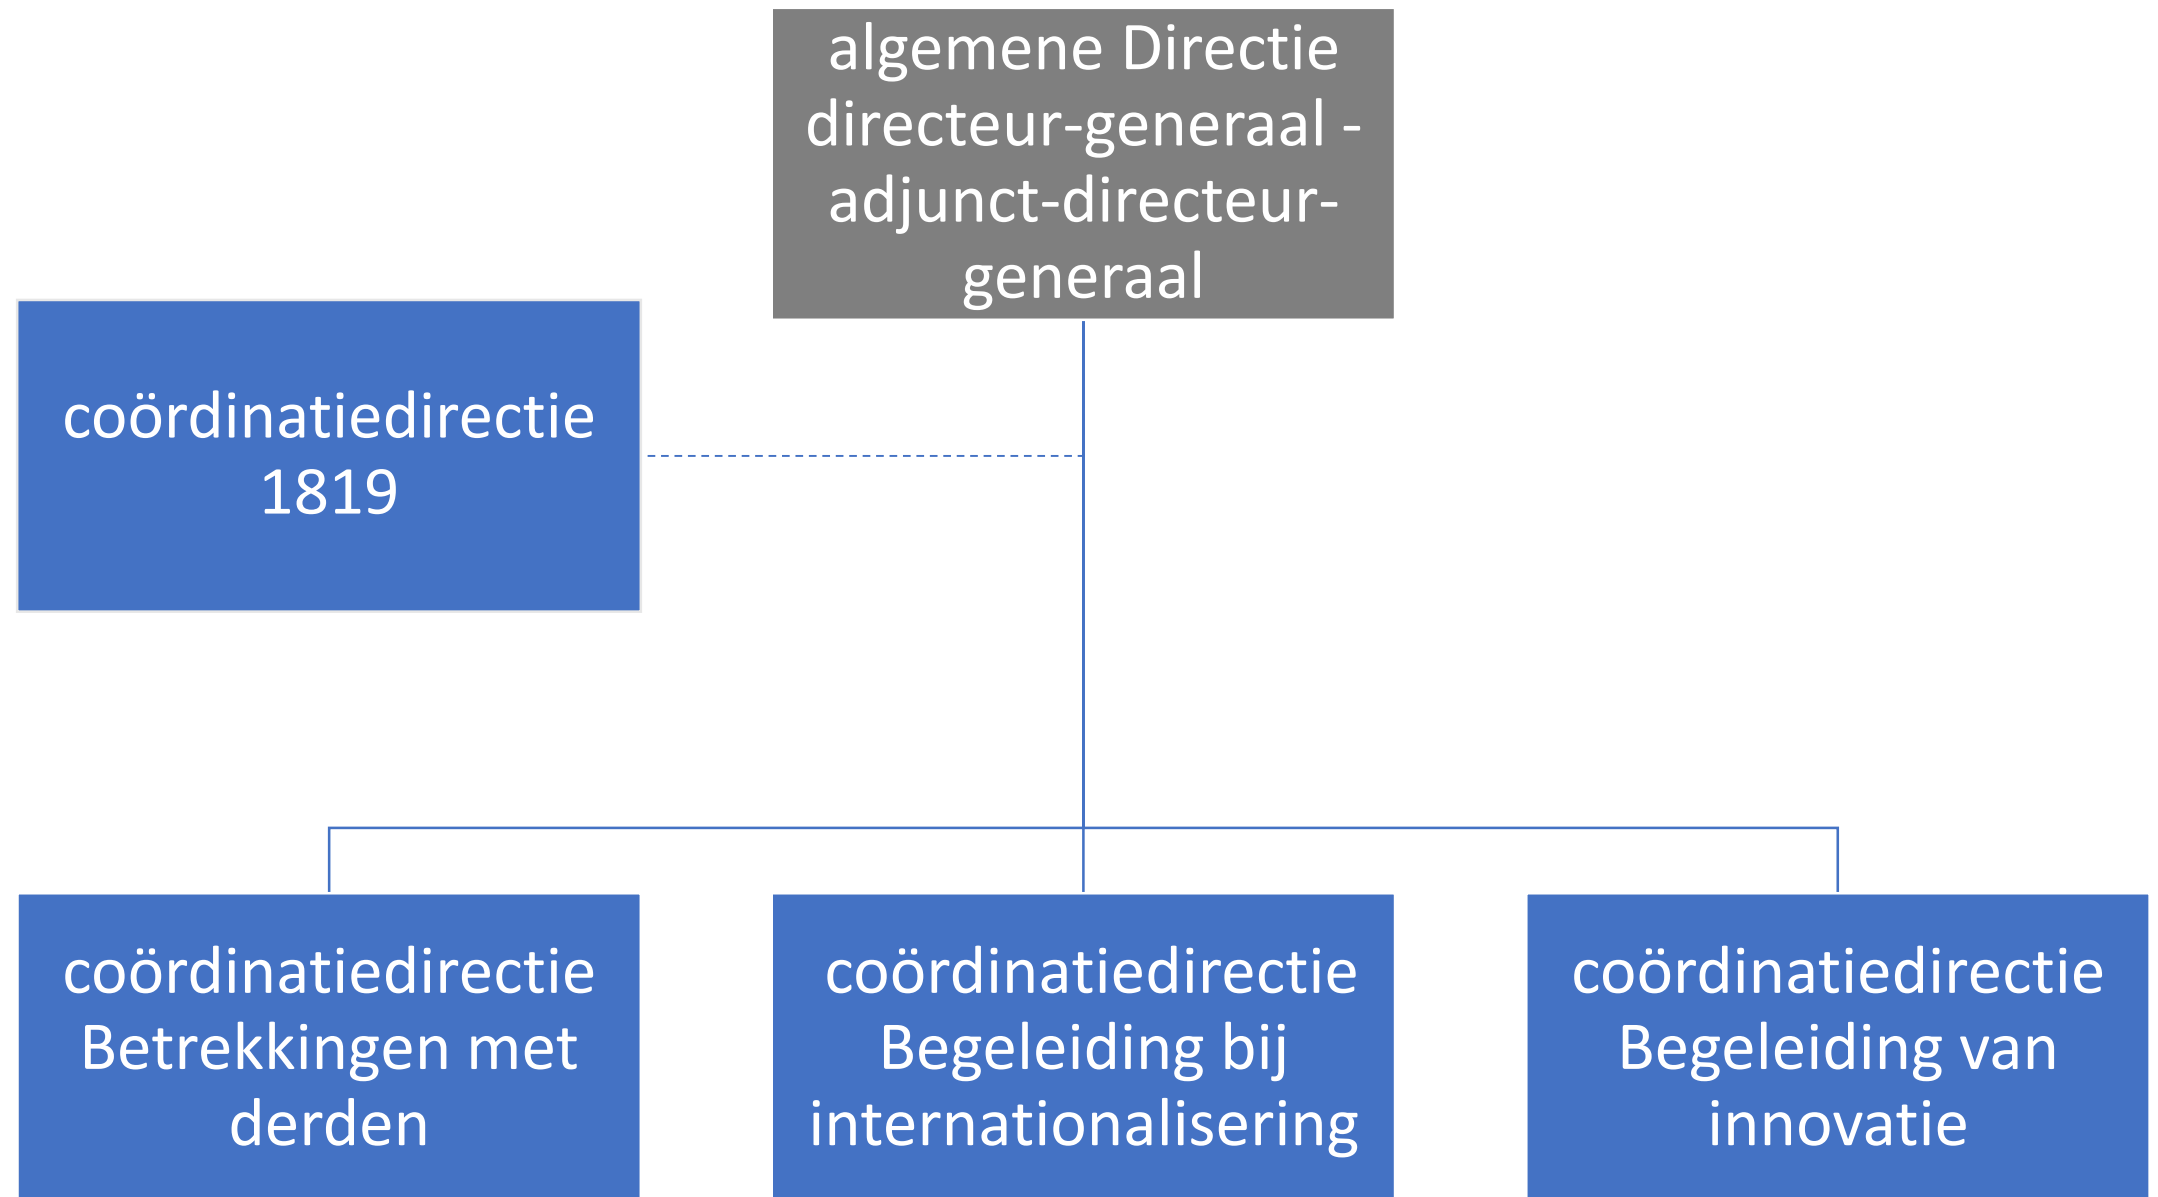 algemene Directie
directeur-generaal -
adjunct-directeur-
generaal
coördinatiedirectie
1819
coördinatiedirectie
Betrekkingen met
derden
coördinatiedirectie
Begeleiding bij
internationalisering
coördinatiedirectie
Begeleiding van
innovatie